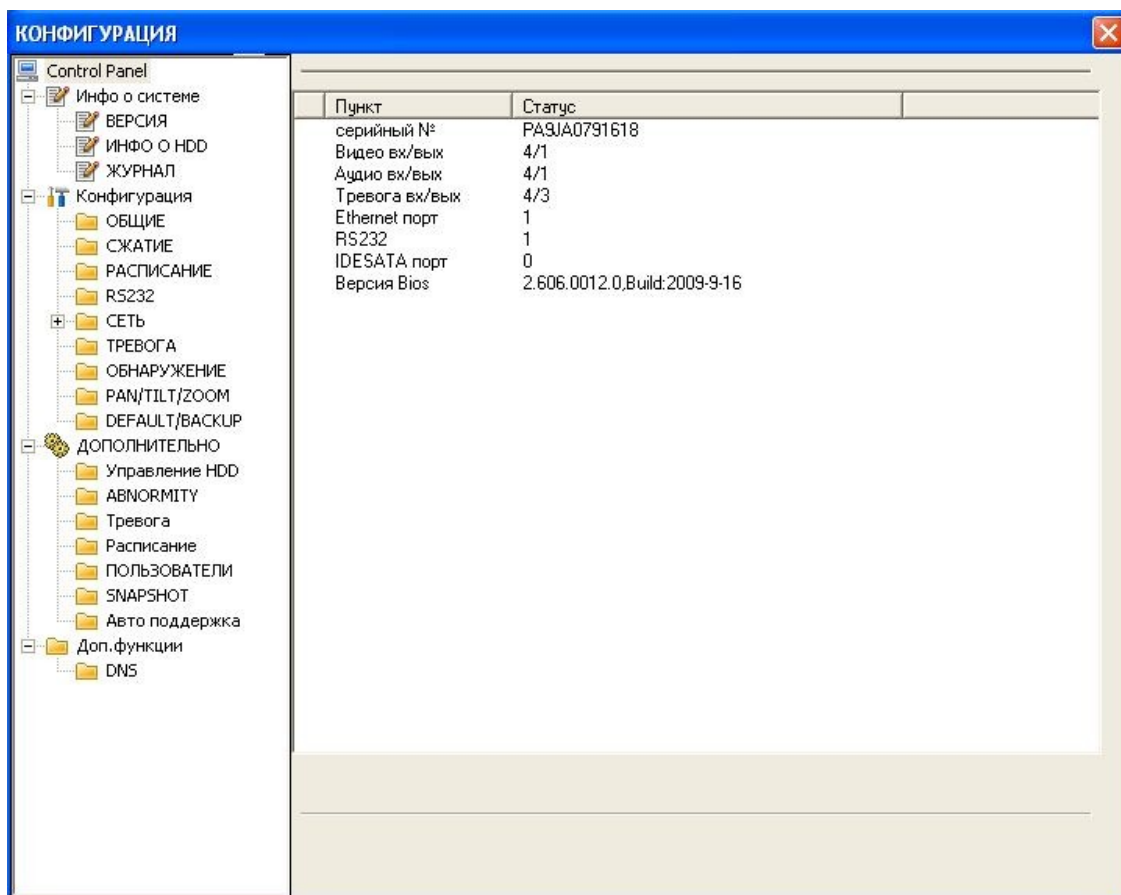 КОНФИГУРАЦИЯ
Control Panel
Инфо о системе
ВЕРСИЯ
ИНФО О HDD
ЖУРНАЛ
Конфигурация
ОБЩИЕ
СЖАТИЕ
РАСПИСАНИЕ
RS232
СЕТЬ
ТРЕВОГА
ОБНАРУЖЕНИЕ
PAN/TILT/ZOOM
DEFAULT/BACKUP
ДОПОЛНИТЕЛЬНО
Управление HDD
ABNORMITY
Тревога
Расписание
ПОЛЬЗОВАТЕЛИ
SNAPSHOT
Авто поддержка
Доп.функции
DNS
Пункт Статус
серийный № PA9JA0791618
Видео вх/вых 4/1
Аудио вх/вых 4/1
Тревога вх/вых 4/3
Ethernet порт 1
RS232 1
IDESATA порт 0
Версия Bios 2.606.0012.0,Build:2009-9-16